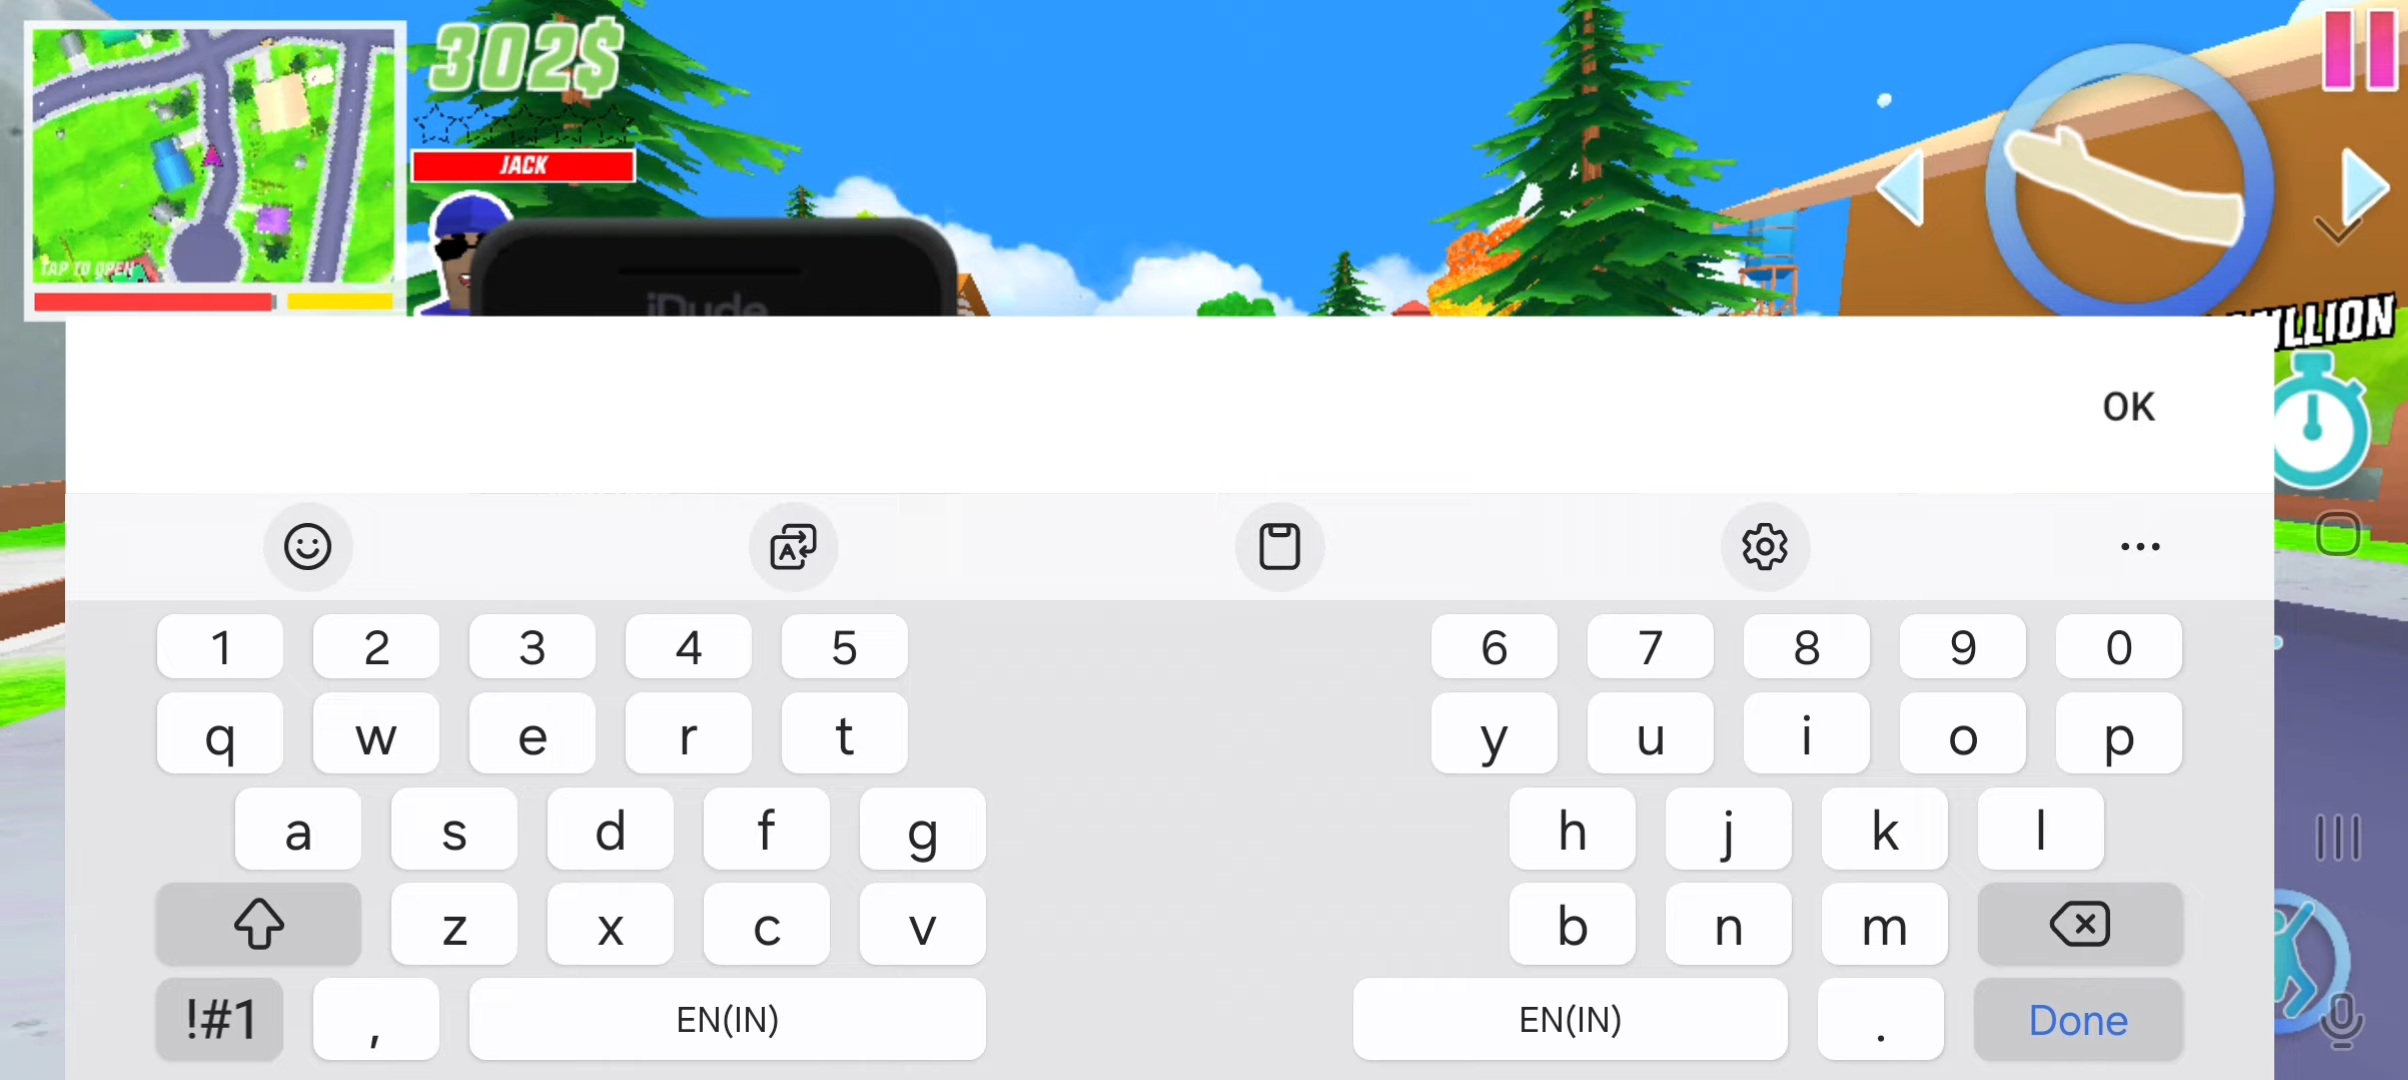 302$
JACK
TAP TO OPEN
iDude
ILLION
OK
1 2 3 4 5 6 7 8 9 0
q w e r t y u i o p
a s d f g h j k l
z x c v b n m
!#1 , EN(IN) EN(IN) . Done